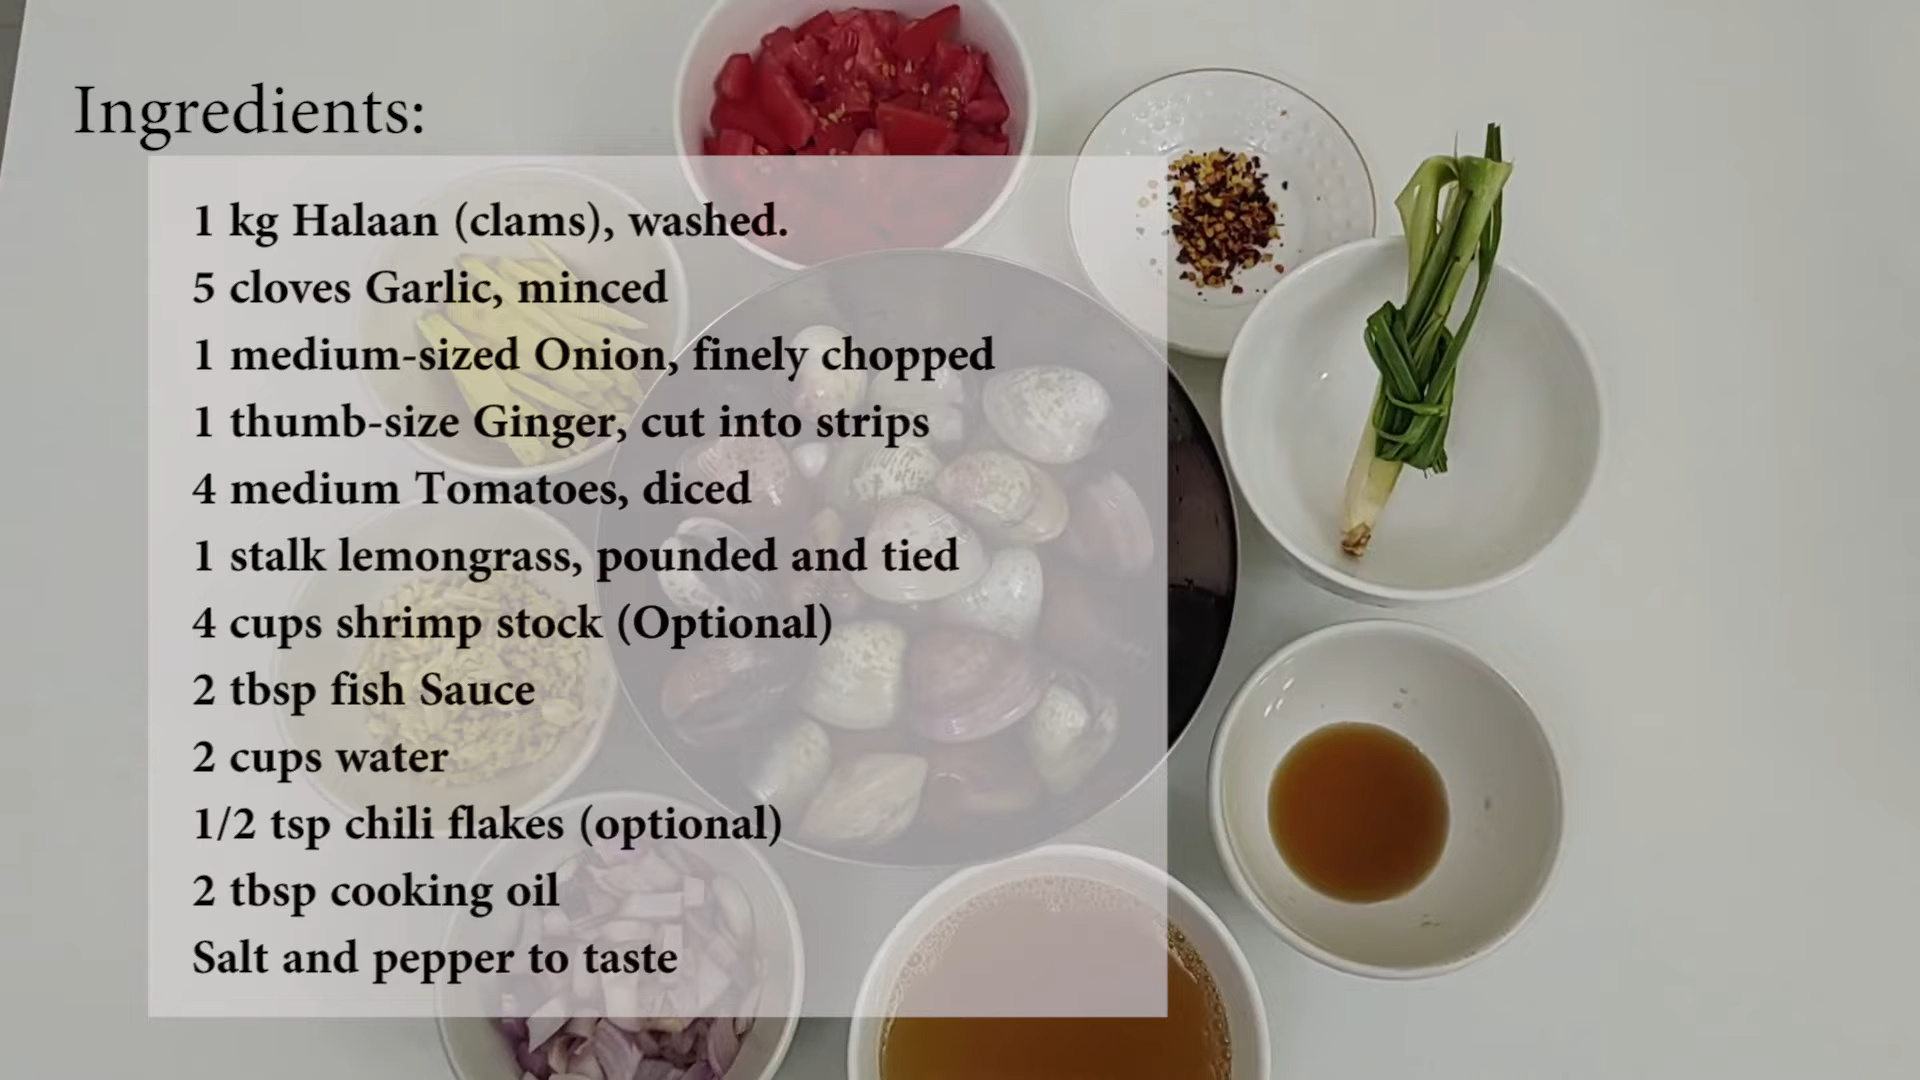 Ingredients:
1 kg Halaan (clams), washed.
5 cloves Garlic, minced
1 medium-sized Onion, finely chopped
1 thumb-size Ginger, cut into strips
4 medium Tomatoes, diced
1 stalk lemongrass, pounded and tied
4 cups shrimp stock (Optional)
2 tbsp fish Sauce
2 cups water
1/2 tsp chili flakes (optional)
2 tbsp cooking oil
Salt and pepper to taste